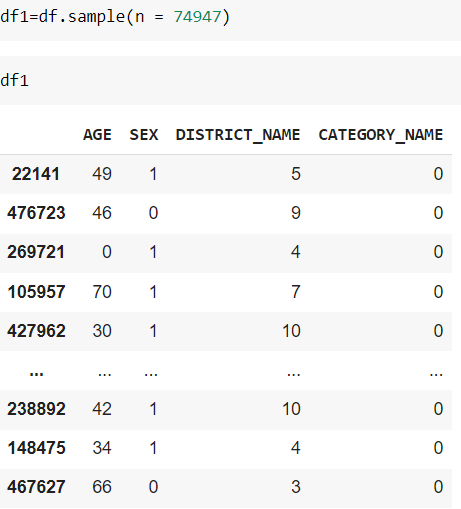 df1=df.sample(n = 74947)
df1
AGE SEX DISTRICT_NAME CATEGORY_NAME
22141 49 1 5 0
476723 46 0 9 0
269721 0 1 4 0
105957 70 1 7 0
427962 30 1 10 0
... ... ... ... ...
238892 42 1 10 0
148475 34 1 4 0
467627 66 0 3 0